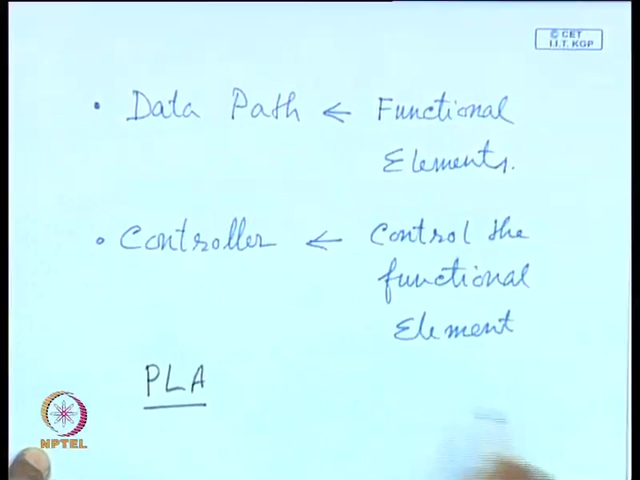 © CET
I.I.T. KGP
• Data Path ← Functional
Elements.
• Controller ← Control the
functional
Element
PLA
NPTEL